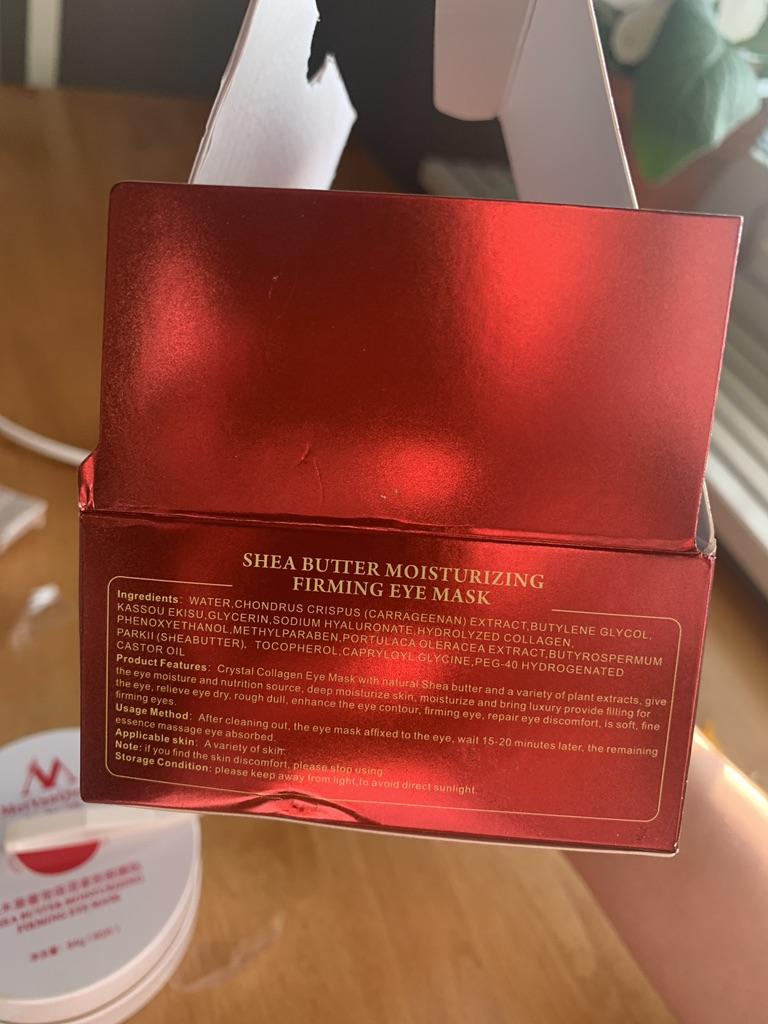 SHEA BUTTER MOISTURIZING
FIRMING EYE MASK
Ingredients: WATER,CHONDRUS CRISPUS (CARRAGEENAN) EXTRACT,BUTYLENE GLYCOL,
KASSOU EKISU,GLYCERIN,SODIUM HYALURONATE,HYDROLYZED COLLAGEN,
PHENOXYETHANOL,METHYLPARABEN,PORTULACA OLERACEA EXTRACT,BUTYROSPERMUM
PARKII (SHEABUTTER), TOCOPHEROL,CAPRYLOYL GLYCINE,PEG-40 HYDROGENATED
CASTOR OIL
Product Features: Crystal Collagen Eye Mask with natural Shea butter and a variety of plant extracts, give
the eye moisture and nutrition source, deep moisturize skin, moisturize and bring luxury provide filling for
the eye, relieve eye dry, rough dull, enhance the eye contour, firming eye, repair eye discomfort, is soft, fine
firming eyes.
Usage Method: After cleaning out, the eye mask affixed to the eye, wait 15-20 minutes later, the remaining
essence massage eye absorbed.
Applicable skin: A variety of skin.
Note: if you find the skin discomfort, please stop using
Storage Condition: please keep away from light,to avoid direct sunlight.
SHEA BUTTER MOISTURIZING
FIRMING EYE MASK